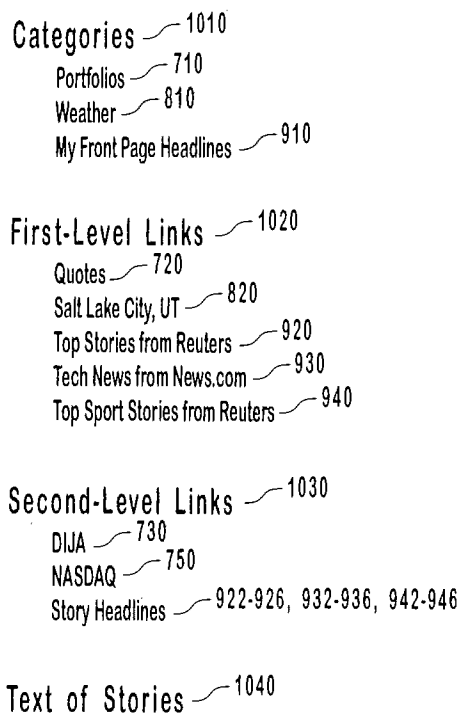 Categories 1010
Portfolios 710
Weather 810
My Front Page Headlines 910
First-Level Links 1020
Quotes 720
Salt Lake City, UT 820
Top Stories from Reuters 920
Tech News from News.com 930
Top Sport Stories from Reuters 940
Second-Level Links 1030
DIJA 730
NASDAQ 750
Story Headlines 922-926, 932-936, 942-946
Text of Stories 1040